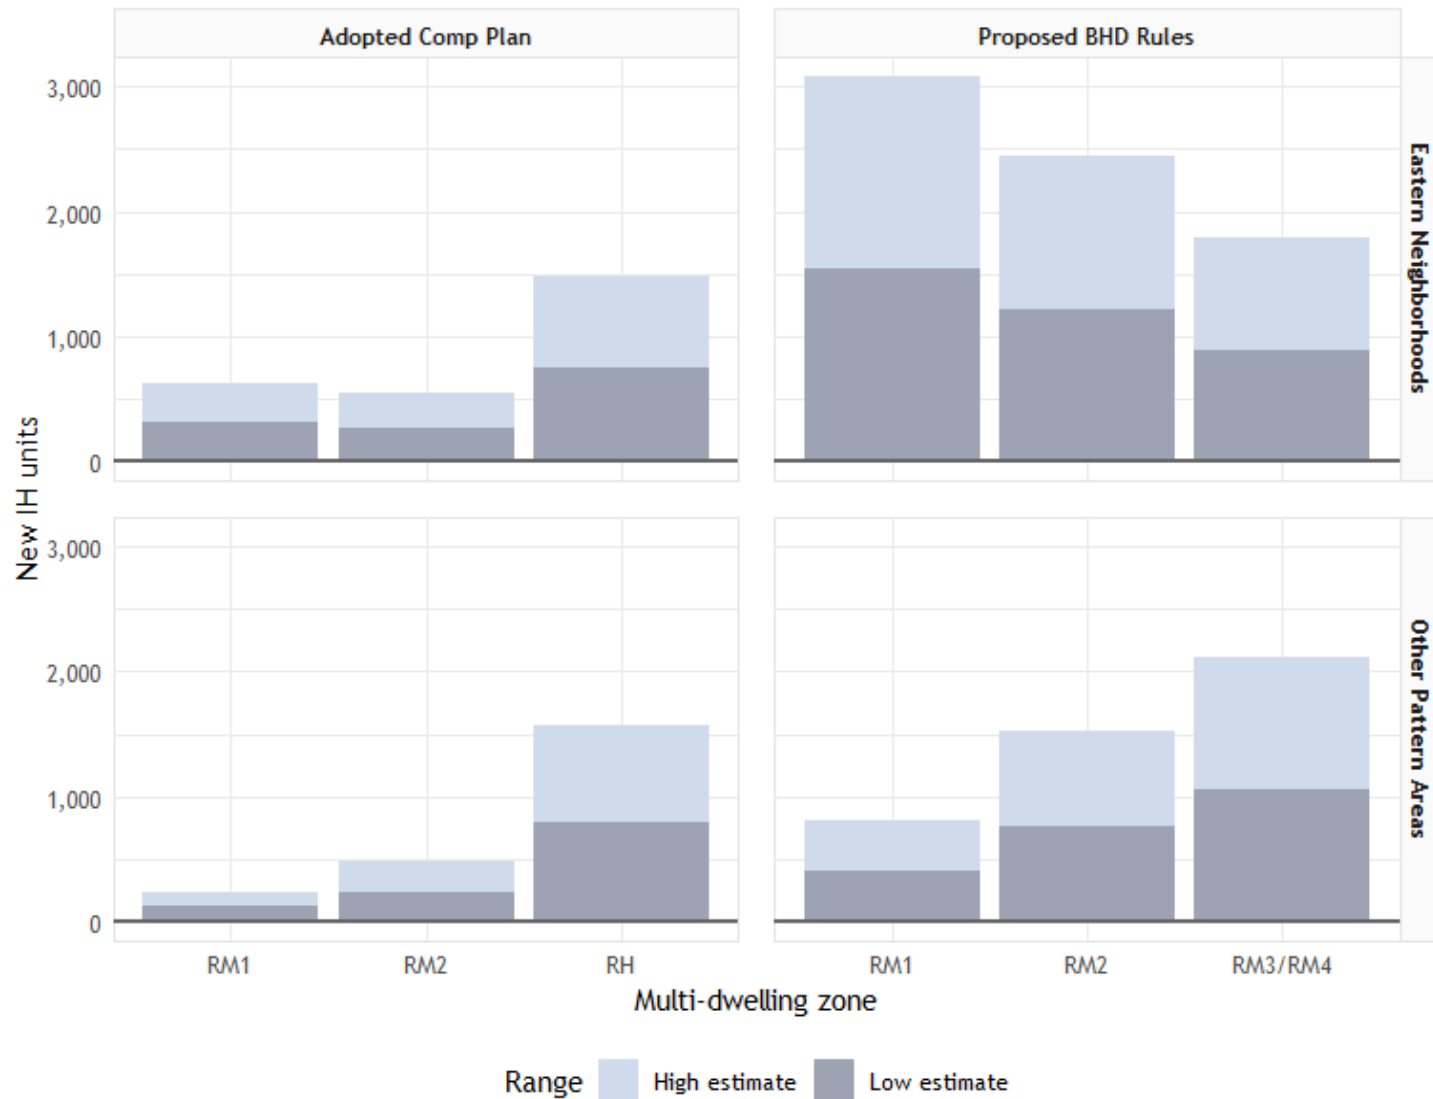 Adopted Comp Plan
Proposed BHD Rules
3,000
2,000
1,000
0
Eastern Neighborhoods
New IH units
3,000
2,000
1,000
0
Other Pattern Areas
RM1
RM2
RH
RM1
RM2
RM3/RM4
Multi-dwelling zone
Range
High estimate
Low estimate